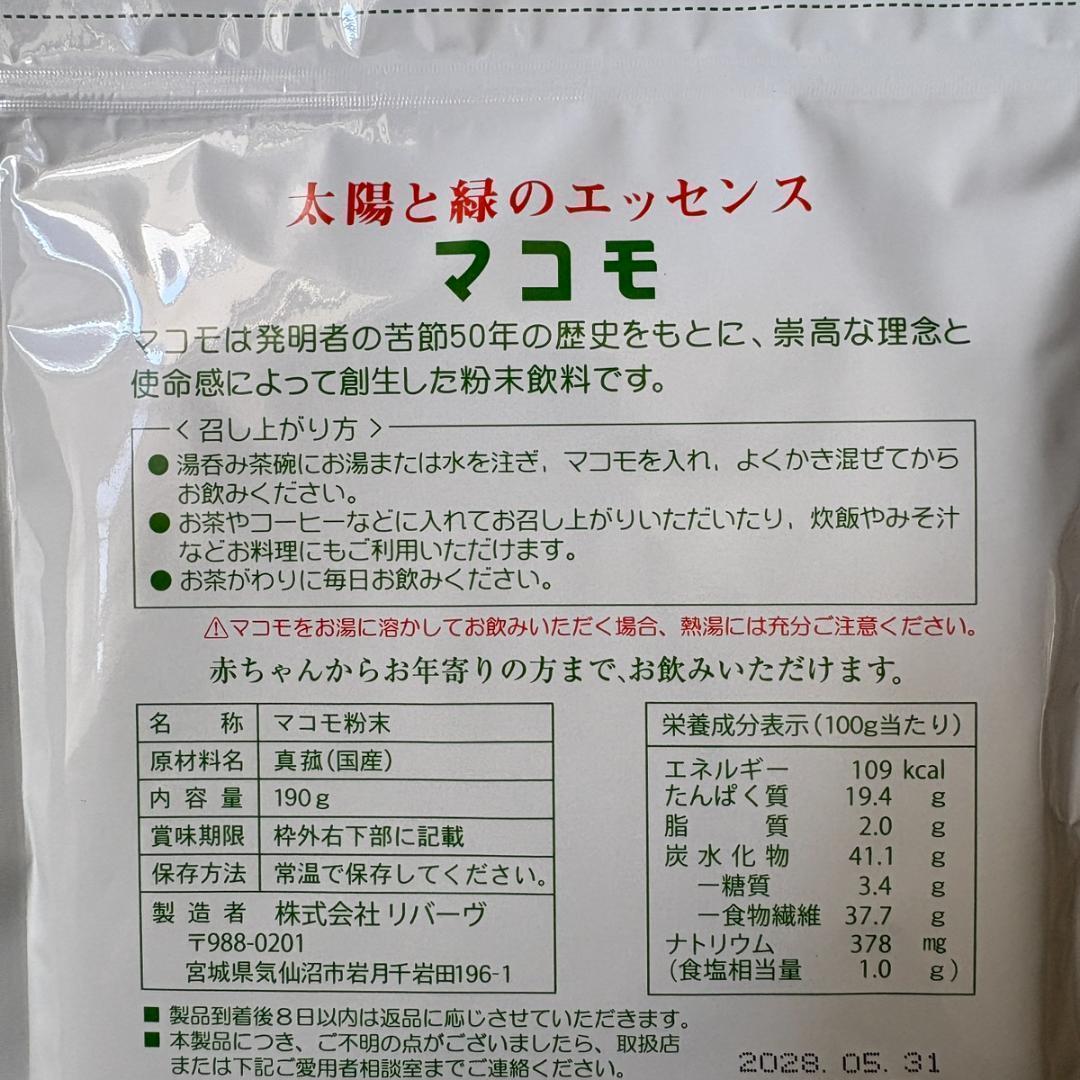 太陽と緑のエッセンス
マコモ
マコモは発明者の苦節50年の歴史をもとに、崇高な理念と
使命感によって創生した粉末飲料です。
〈 召し上がり方 〉
● 湯呑み茶碗にお湯または水を注ぎ，マコモを入れ，よくかき混ぜてから
お飲みください。
● お茶やコーヒーなどに入れてお召し上がりいただいたり，炊飯やみそ汁
などお料理にもご利用いただけます。
● お茶がわりに毎日お飲みください。
⚠マコモをお湯に溶かしてお飲みいただく場合、熱湯には充分ご注意ください。
赤ちゃんからお年寄りの方まで、お飲みいただけます。
名称 マコモ粉末
原材料名 真菰(国産)
内容量 190g
賞味期限 枠外右下部に記載
保存方法 常温で保存してください。
製造者 株式会社 リバーヴ
〒988-0201
宮城県気仙沼市岩月千岩田196-1
栄養成分表示(100g当たり)
エネルギー 109 kcal
たんぱく質 19.4 g
脂質 2.0 g
炭水化物 41.1 g
－糖質 3.4 g
－食物繊維 37.7 g
ナトリウム 378 mg
(食塩相当量 1.0 g)
■ 製品到着後8日以内は返品に応じさせていただきます。
■ 本製品につき、ご不明の点がございましたら、取扱店
または下記ご愛用者相談室までご連絡ください。
2028. 05. 31